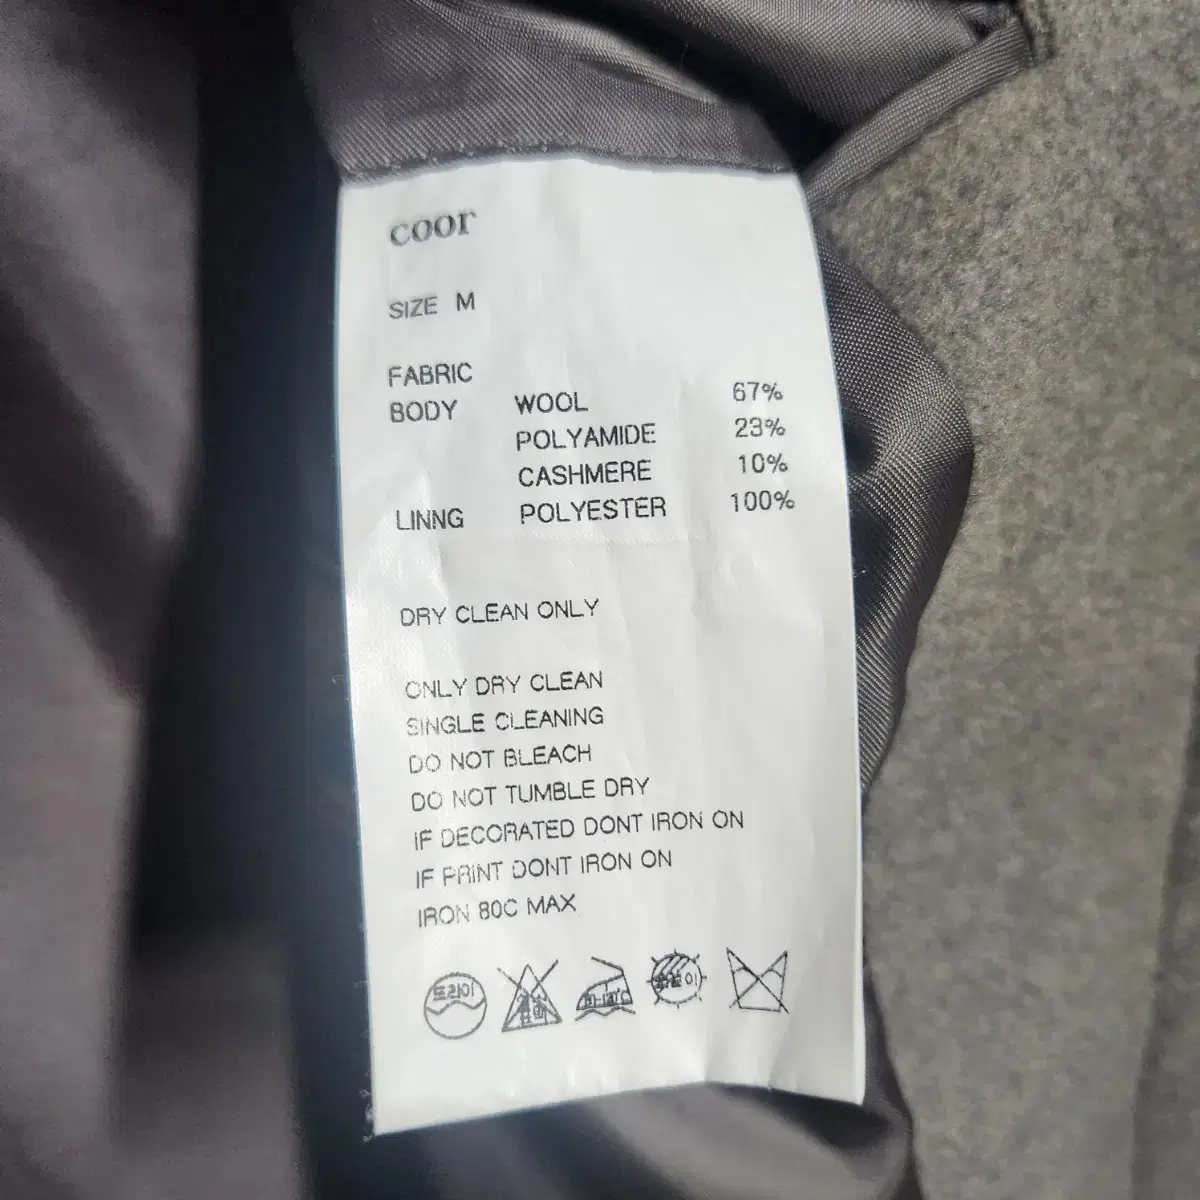 coor
SIZE M
FABRIC
BODY WOOL 67%
POLYAMIDE 23%
CASHMERE 10%
LINNG POLYESTER 100%
DRY CLEAN ONLY
ONLY DRY CLEAN
SINGLE CLEANING
DO NOT BLEACH
DO NOT TUMBLE DRY
IF DECORATED DONT IRON ON
IF PRINT DONT IRON ON
IRON 80C MAX
드라이